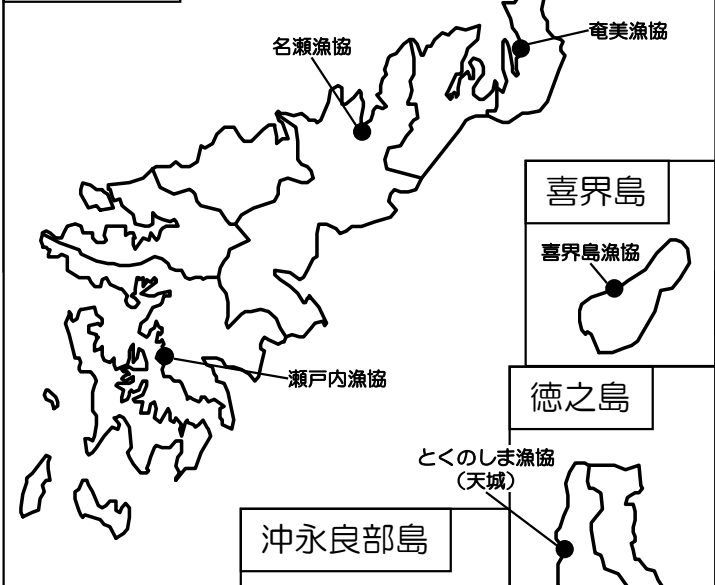 奄美漁協
名瀬漁協
喜界島
喜界島漁協
瀬戸内漁協
徳之島
とくのしま漁協
（天城）
沖永良部島